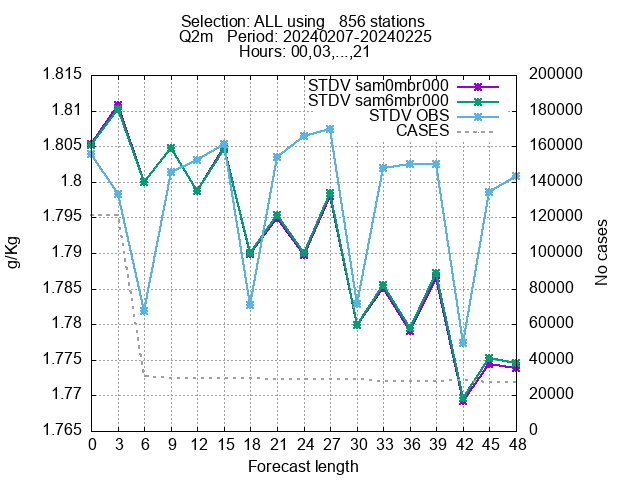 Selection: ALL using   856 stations
Q2m   Period: 20240207-20240225
Hours: 00,03,...,21
STDV sam0mbr000
STDV sam6mbr000
STDV OBS
CASES
1.815
1.81
1.805
1.8
1.795
1.79
1.785
1.78
1.775
1.77
1.765
g/Kg
200000
180000
160000
140000
120000
100000
80000
60000
40000
20000
0
No cases
0 3 6 9 12 15 18 21 24 27 30 33 36 39 42 45 48
Forecast length